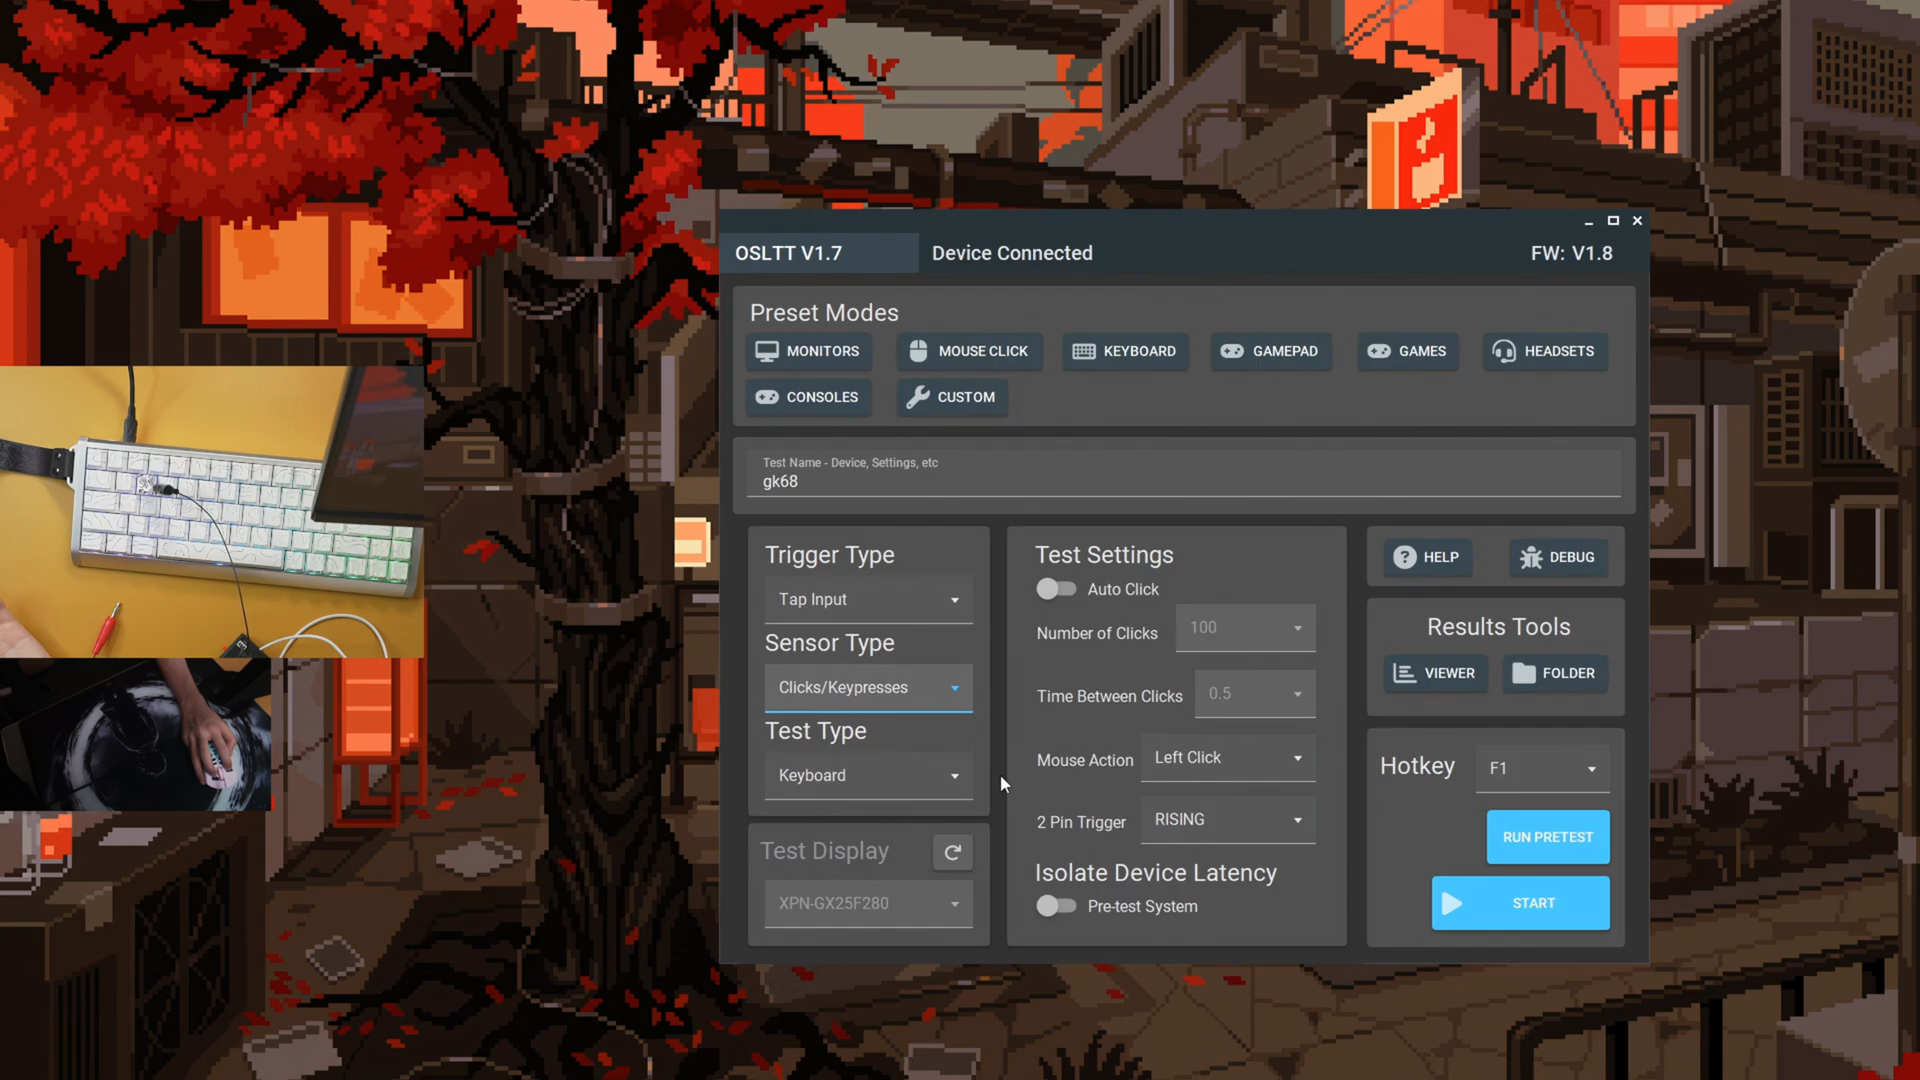 OSLTT V1.7
Device Connected
FW: V1.8
Preset Modes
MONITORS
MOUSE CLICK
KEYBOARD
GAMEPAD
GAMES
HEADSETS
CONSOLES
CUSTOM
Test Name - Device, Settings, etc
gk68
Trigger Type
Tap Input
Sensor Type
Clicks/Keypresses
Test Type
Keyboard
Test Display
XPN-GX25F280
Test Settings
Auto Click
Number of Clicks 100
Time Between Clicks 0.5
Mouse Action Left Click
2 Pin Trigger RISING
Isolate Device Latency
Pre-test System
HELP
DEBUG
Results Tools
VIEWER
FOLDER
Hotkey F1
RUN PRETEST
START